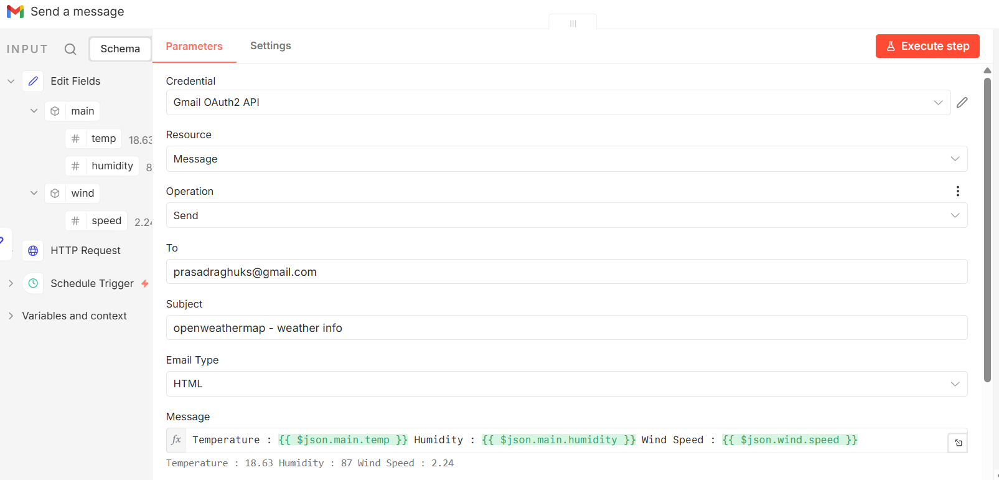 Send a message
INPUT
Schema
Parameters
Settings
Execute step
Edit Fields
main
temp 18.63
humidity 8
wind
speed 2.24
HTTP Request
Schedule Trigger
Variables and context
Credential
Gmail OAuth2 API
Resource
Message
Operation
Send
To
prasadraghuks@gmail.com
Subject
openweathermap - weather info
Email Type
HTML
Message
fx Temperature : {{ $json.main.temp }} Humidity : {{ $json.main.humidity }} Wind Speed : {{ $json.wind.speed }}
Temperature : 18.63 Humidity : 87 Wind Speed : 2.24